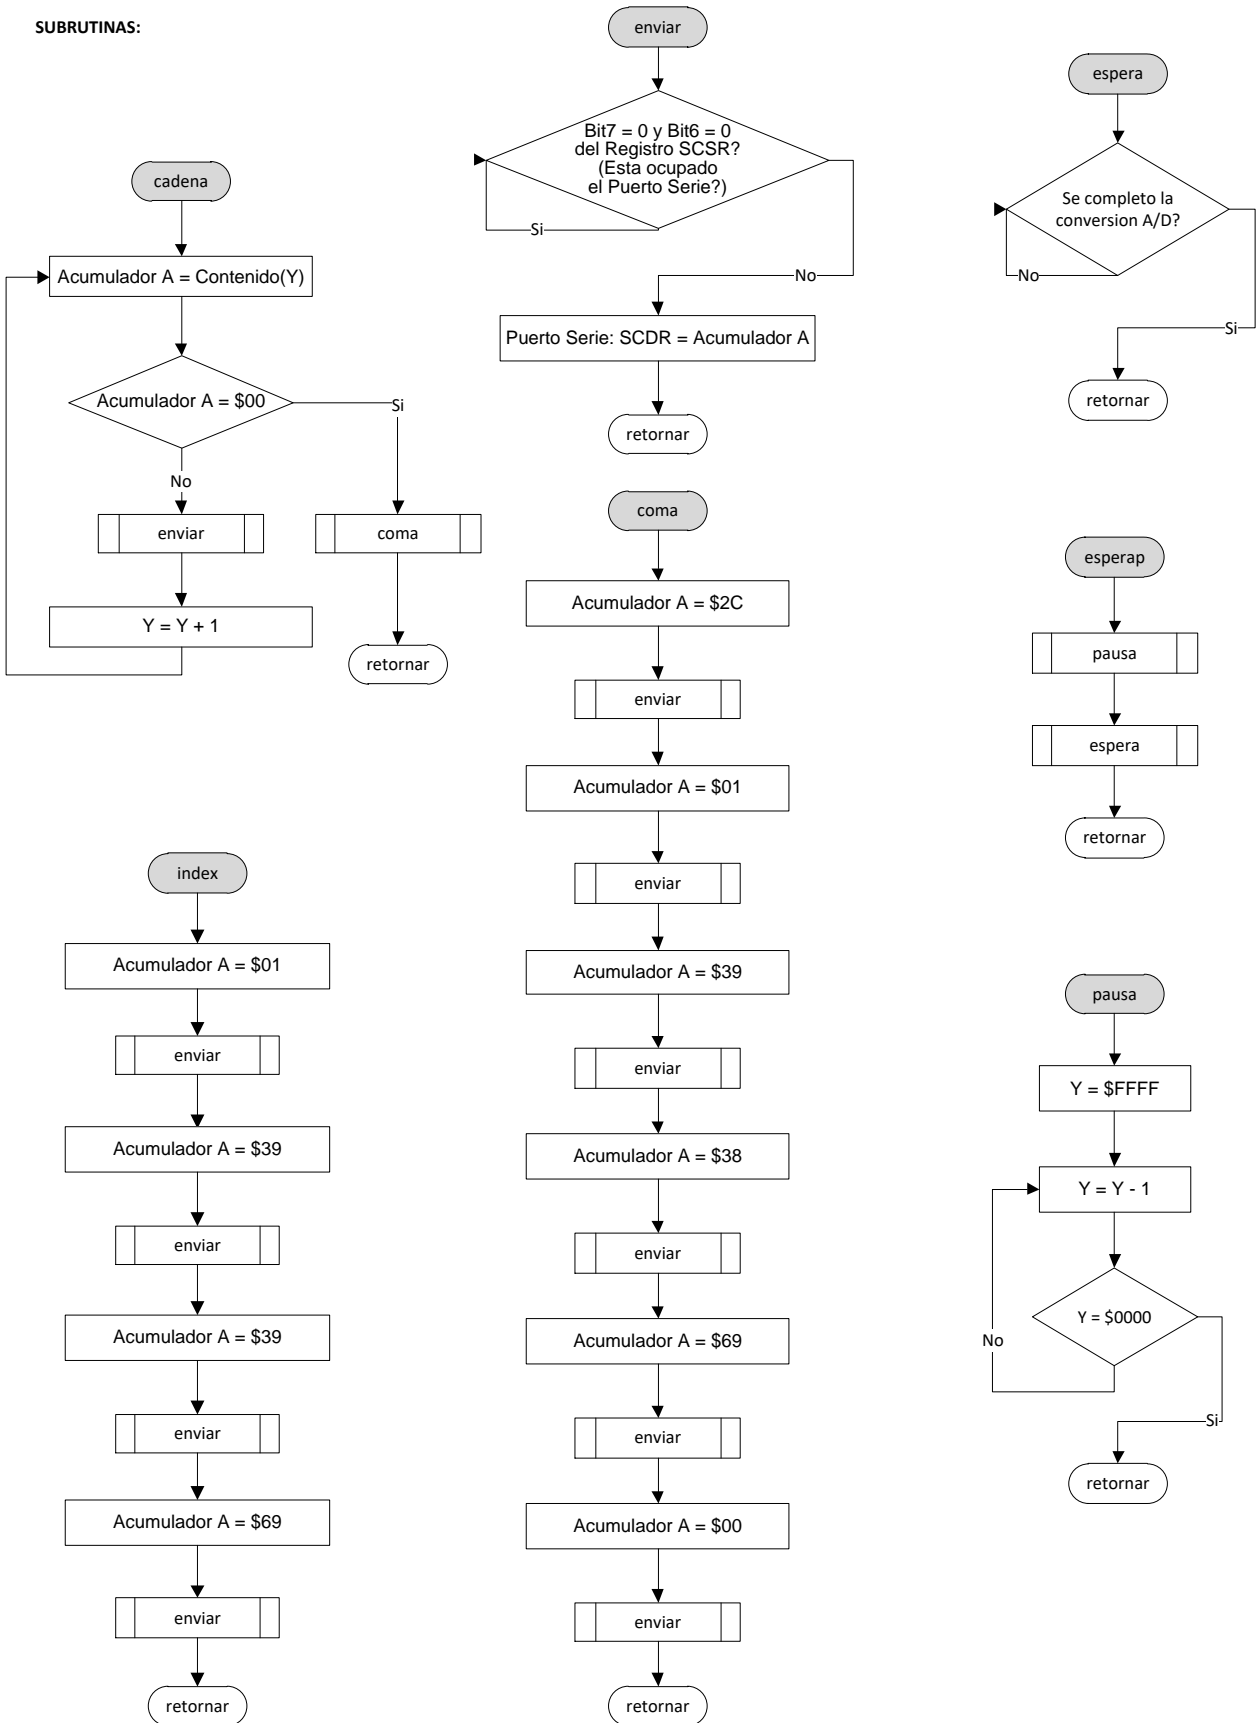 SUBRUTINAS:
cadena
Acumulador A = Contenido(Y)
Acumulador A = $00
Si
No
enviar
coma
Y = Y + 1
retornar
index
Acumulador A = $01
enviar
Acumulador A = $39
enviar
Acumulador A = $39
enviar
Acumulador A = $69
enviar
retornar
enviar
Bit7 = 0 y Bit6 = 0
del Registro SCSR?
(Esta ocupado
el Puerto Serie?)
Si
No
Puerto Serie: SCDR = Acumulador A
retornar
coma
Acumulador A = $2C
enviar
Acumulador A = $01
enviar
Acumulador A = $39
enviar
Acumulador A = $38
enviar
Acumulador A = $69
enviar
Acumulador A = $00
enviar
retornar
espera
Se completo la
conversion A/D?
No
Si
retornar
esperap
pausa
espera
retornar
pausa
Y = $FFFF
Y = Y - 1
Y = $0000
No
Si
retornar